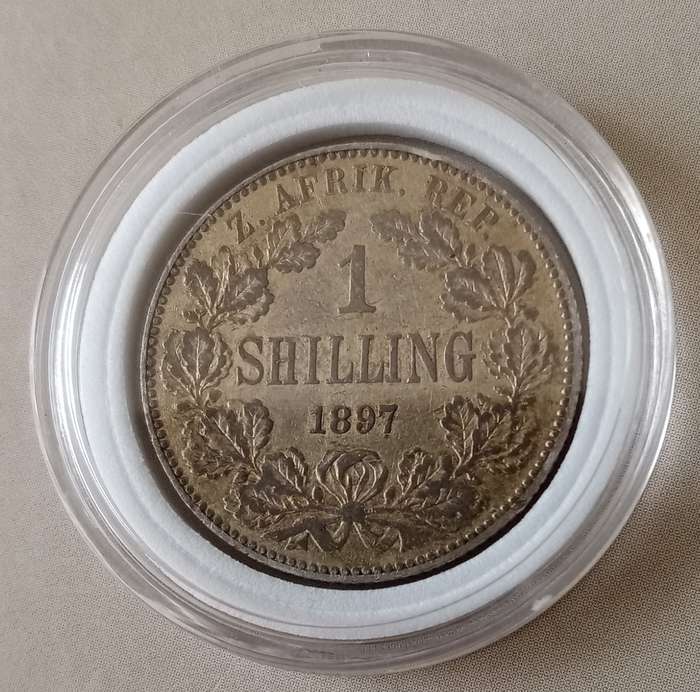 Z. AFRIK. REP.
1
SHILLING
1897